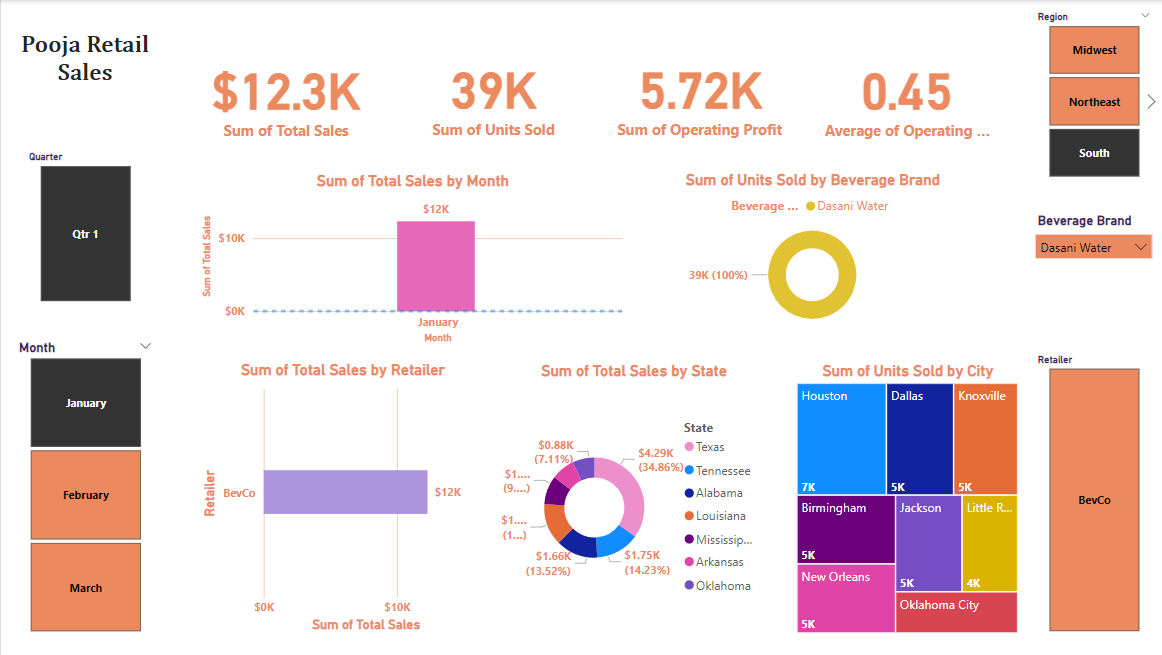 Pooja Retail
Sales
$12.3K
Sum of Total Sales
39K
Sum of Units Sold
5.72K
Sum of Operating Profit
0.45
Average of Operating ...
Region
Midwest
Northeast
South
Quarter
Qtr 1
Sum of Total Sales by Month
$12K
Sum of Total Sales
$10K
$0K
January
Month
Sum of Units Sold by Beverage Brand
Beverage ...
Dasani Water
39K (100%)
Beverage Brand
Dasani Water
Month
January
February
March
Sum of Total Sales by Retailer
Retailer
BevCo
$12K
$0K
$10K
Sum of Total Sales
Sum of Total Sales by State
$0.88K
(7.11%)
$4.29K
(34.86%)
$1....
(9....)
$1....
(1...)
$1.66K
(13.52%)
$1.75K
(14.23%)
State
Texas
Tennessee
Alabama
Louisiana
Mississip...
Arkansas
Oklahoma
Sum of Units Sold by City
Houston
7K
Dallas
5K
Knoxville
5K
Birmingham
5K
Jackson
5K
Little R...
4K
New Orleans
5K
Oklahoma City
Retailer
BevCo